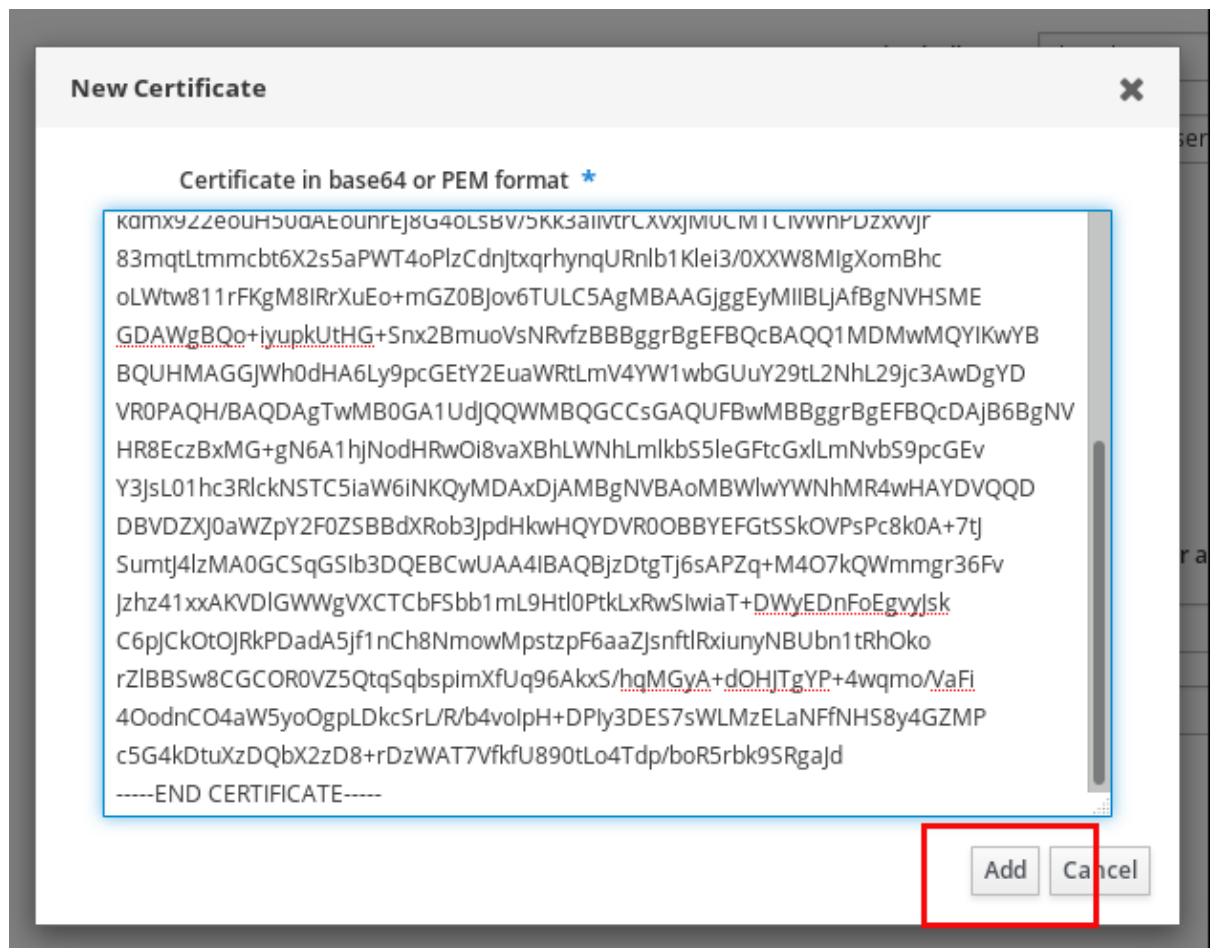 New Certificate
Certificate in base64 or PEM format *
83mqtLtmmcbt6X2s5aPWT4oPlzCdnJtxqrhynqURnlb1Klei3/0XXW8MIgXomBhc
oLWtw811rFKgM8IRrXuEo+mGZ0BJov6TULC5AgMBAAGjggEyMIIBLjAfBgNVHSME
GDAWgBQo+iyupkUtHG+Snx2BmuoVsNRvfzBBBggrBgEFBQcBAQQ1MDMwMQYIKwYB
BQUHMAGGJWh0dHA6Ly9pcGEtY2EuaWRtLmV4YW1wbGUuY29tL2NhL29jc3AwDgYD
VR0PAQH/BAQDAgTwMB0GA1UdJQQWMBQGCCsGAQUFBwMBBggrBgEFBQcDAjB6BgNV
HR8EczBxMG+gN6A1hjNodHRwOi8vaXBhLWNhLmlkbS5leGFtcGxlLmNvbS9pcGEv
Y3JsL01hc3RlckNSTC5iaW6iNKQyMDAxDjAMBgNVBAoMBWlwYWNhMR4wHAYDVQQD
DBVDZXJ0aWZpY2F0ZSBBdXRob3JpdHkwHQYDVR0OBBYEFGtSSkOVPsPc8k0A+7tJ
SumtJ4lzMA0GCSqGSIb3DQEBCwUAA4IBAQBjzDtgTj6sAPZq+M4O7kQWmmgr36Fv
Jzhz41xxAKVDlGWWgVXCTCbFSbb1mL9Htl0PtkLxRwSIwiaT+DWyEDnFoEgvyJsk
C6pJCkOtOJRkPDadA5jf1nCh8NmowMpstzpF6aaZJsnftlRxiunyNBUbn1tRhOko
rZlBBSw8CGCOR0VZ5QtqSqbspimXfUq96AkxS/hqMGyA+dOHJTgYP+4wqmo/VaFi
4OodnCO4aW5yoOgpLDkcSrL/R/b4voIpH+DPIy3DES7sWLMzELaNFfNHS8y4GZMP
c5G4kDtuXzDQbX2zD8+rDzWAT7VfkfU890tLo4Tdp/boR5rbk9SRgaJd
-----END CERTIFICATE-----
Add Cancel